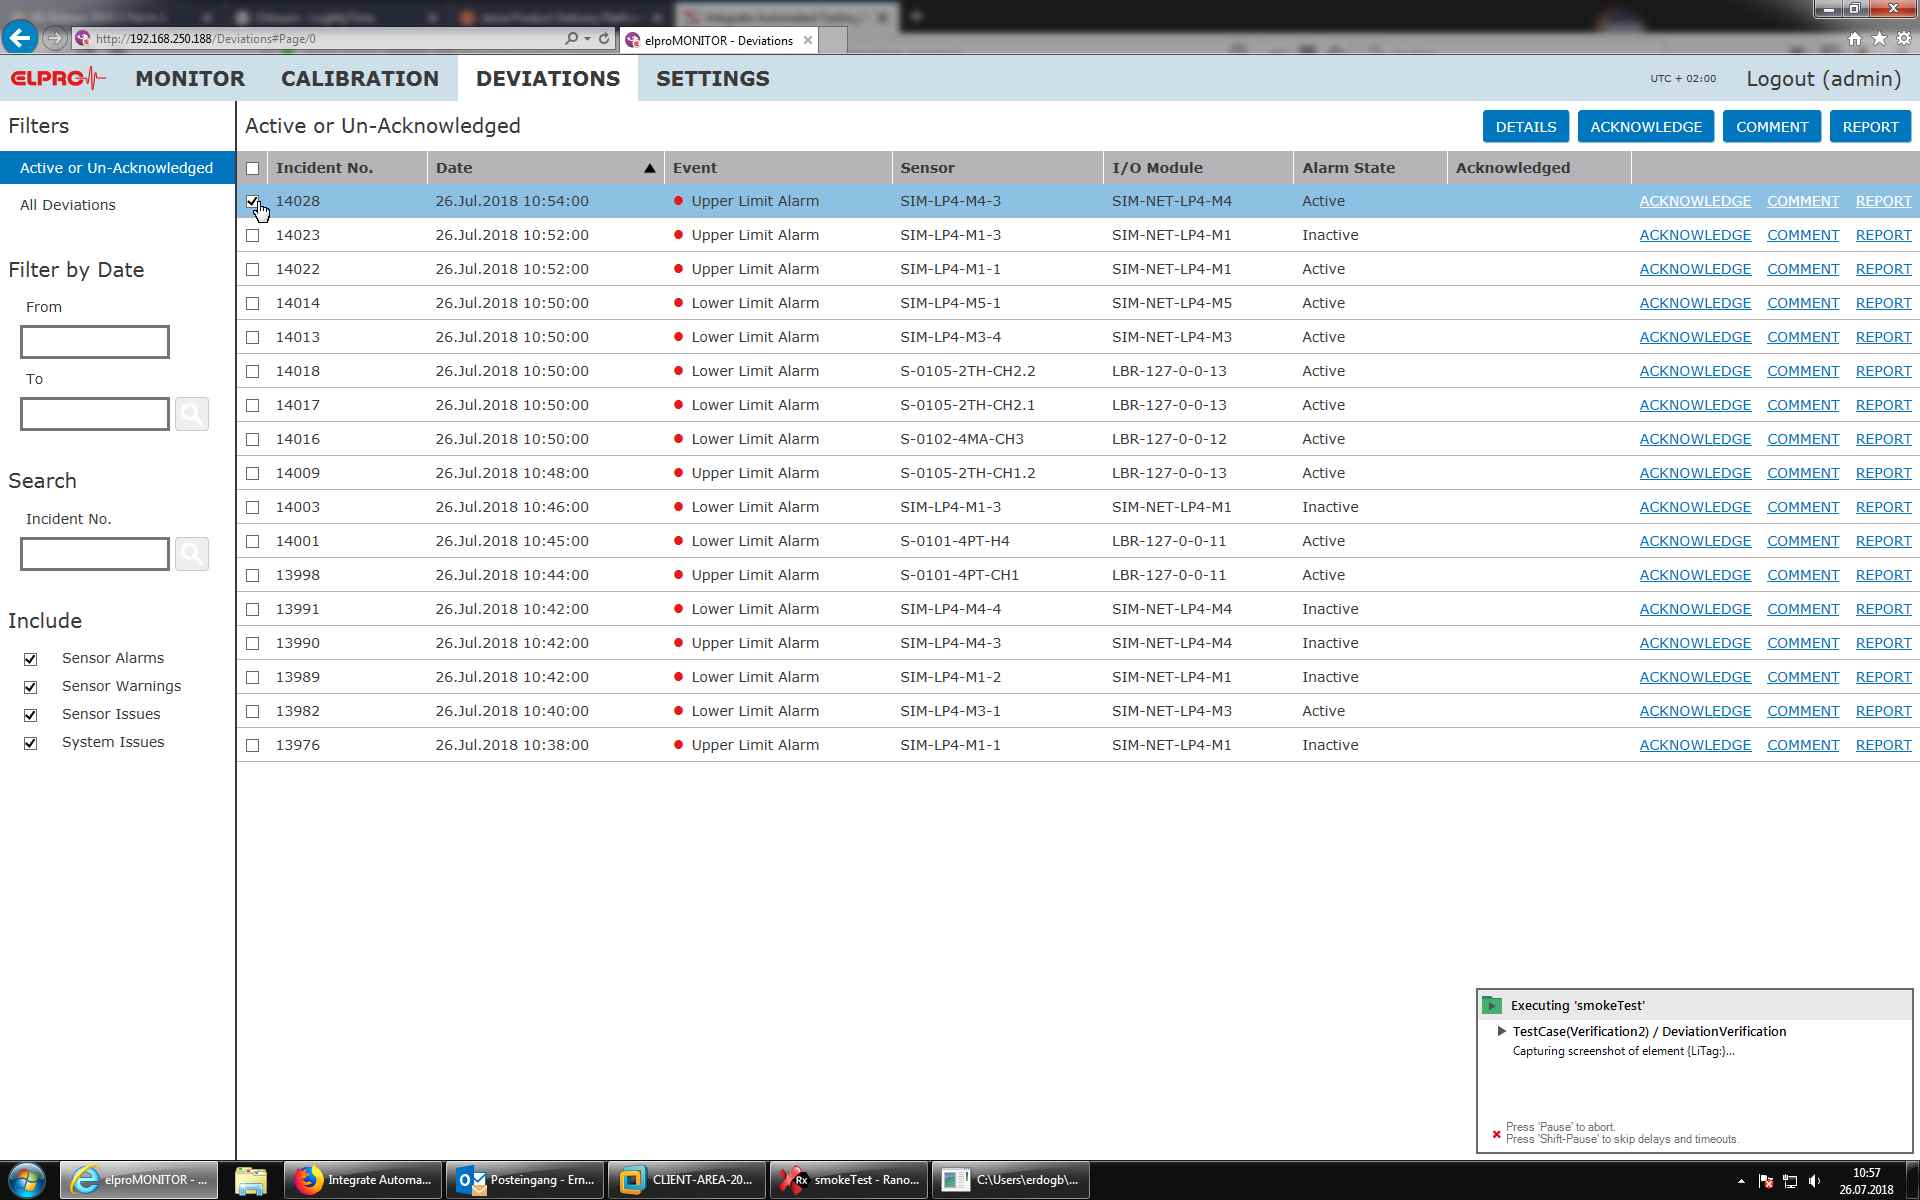 http://192.168.250.188/Deviations#Page/0
elproMONITOR - Deviations
ELPRO MONITOR CALIBRATION DEVIATIONS SETTINGS UTC + 02:00 Logout (admin)
Filters
Active or Un-Acknowledged
All Deviations
Filter by Date
From
To
Search
Incident No.
Include
Sensor Alarms
Sensor Warnings
Sensor Issues
System Issues
Active or Un-Acknowledged DETAILS ACKNOWLEDGE COMMENT REPORT
Incident No. Date Event Sensor I/O Module Alarm State Acknowledged
14028 26.Jul.2018 10:54:00 Upper Limit Alarm SIM-LP4-M4-3 SIM-NET-LP4-M4 Active ACKNOWLEDGE COMMENT REPORT
14023 26.Jul.2018 10:52:00 Upper Limit Alarm SIM-LP4-M1-3 SIM-NET-LP4-M1 Inactive ACKNOWLEDGE COMMENT REPORT
14022 26.Jul.2018 10:52:00 Upper Limit Alarm SIM-LP4-M1-1 SIM-NET-LP4-M1 Active ACKNOWLEDGE COMMENT REPORT
14014 26.Jul.2018 10:50:00 Lower Limit Alarm SIM-LP4-M5-1 SIM-NET-LP4-M5 Active ACKNOWLEDGE COMMENT REPORT
14013 26.Jul.2018 10:50:00 Lower Limit Alarm SIM-LP4-M3-4 SIM-NET-LP4-M3 Active ACKNOWLEDGE COMMENT REPORT
14018 26.Jul.2018 10:50:00 Lower Limit Alarm S-0105-2TH-CH2.2 LBR-127-0-0-13 Active ACKNOWLEDGE COMMENT REPORT
14017 26.Jul.2018 10:50:00 Lower Limit Alarm S-0105-2TH-CH2.1 LBR-127-0-0-13 Active ACKNOWLEDGE COMMENT REPORT
14016 26.Jul.2018 10:50:00 Lower Limit Alarm S-0102-4MA-CH3 LBR-127-0-0-12 Active ACKNOWLEDGE COMMENT REPORT
14009 26.Jul.2018 10:48:00 Upper Limit Alarm S-0105-2TH-CH1.2 LBR-127-0-0-13 Active ACKNOWLEDGE COMMENT REPORT
14003 26.Jul.2018 10:46:00 Lower Limit Alarm SIM-LP4-M1-3 SIM-NET-LP4-M1 Inactive ACKNOWLEDGE COMMENT REPORT
14001 26.Jul.2018 10:45:00 Lower Limit Alarm S-0101-4PT-H4 LBR-127-0-0-11 Active ACKNOWLEDGE COMMENT REPORT
13998 26.Jul.2018 10:44:00 Upper Limit Alarm S-0101-4PT-CH1 LBR-127-0-0-11 Active ACKNOWLEDGE COMMENT REPORT
13991 26.Jul.2018 10:42:00 Lower Limit Alarm SIM-LP4-M4-4 SIM-NET-LP4-M4 Inactive ACKNOWLEDGE COMMENT REPORT
13990 26.Jul.2018 10:42:00 Upper Limit Alarm SIM-LP4-M4-3 SIM-NET-LP4-M4 Inactive ACKNOWLEDGE COMMENT REPORT
13989 26.Jul.2018 10:42:00 Lower Limit Alarm SIM-LP4-M1-2 SIM-NET-LP4-M1 Inactive ACKNOWLEDGE COMMENT REPORT
13982 26.Jul.2018 10:40:00 Lower Limit Alarm SIM-LP4-M3-1 SIM-NET-LP4-M3 Active ACKNOWLEDGE COMMENT REPORT
13976 26.Jul.2018 10:38:00 Upper Limit Alarm SIM-LP4-M1-1 SIM-NET-LP4-M1 Inactive ACKNOWLEDGE COMMENT REPORT
Executing 'smokeTest'
TestCase(Verification2) / DeviationVerification
Capturing screenshot of element {LiTag:}...
Press 'Pause' to abort.
Press 'Shift-Pause' to skip delays and timeouts.
elproMONITOR - ... Integrate Automa... Posteingang - Ern... CLIENT-AREA-20... Rx smokeTest - Rano... C:\Users\erdogb\...
10:57
26.07.2018